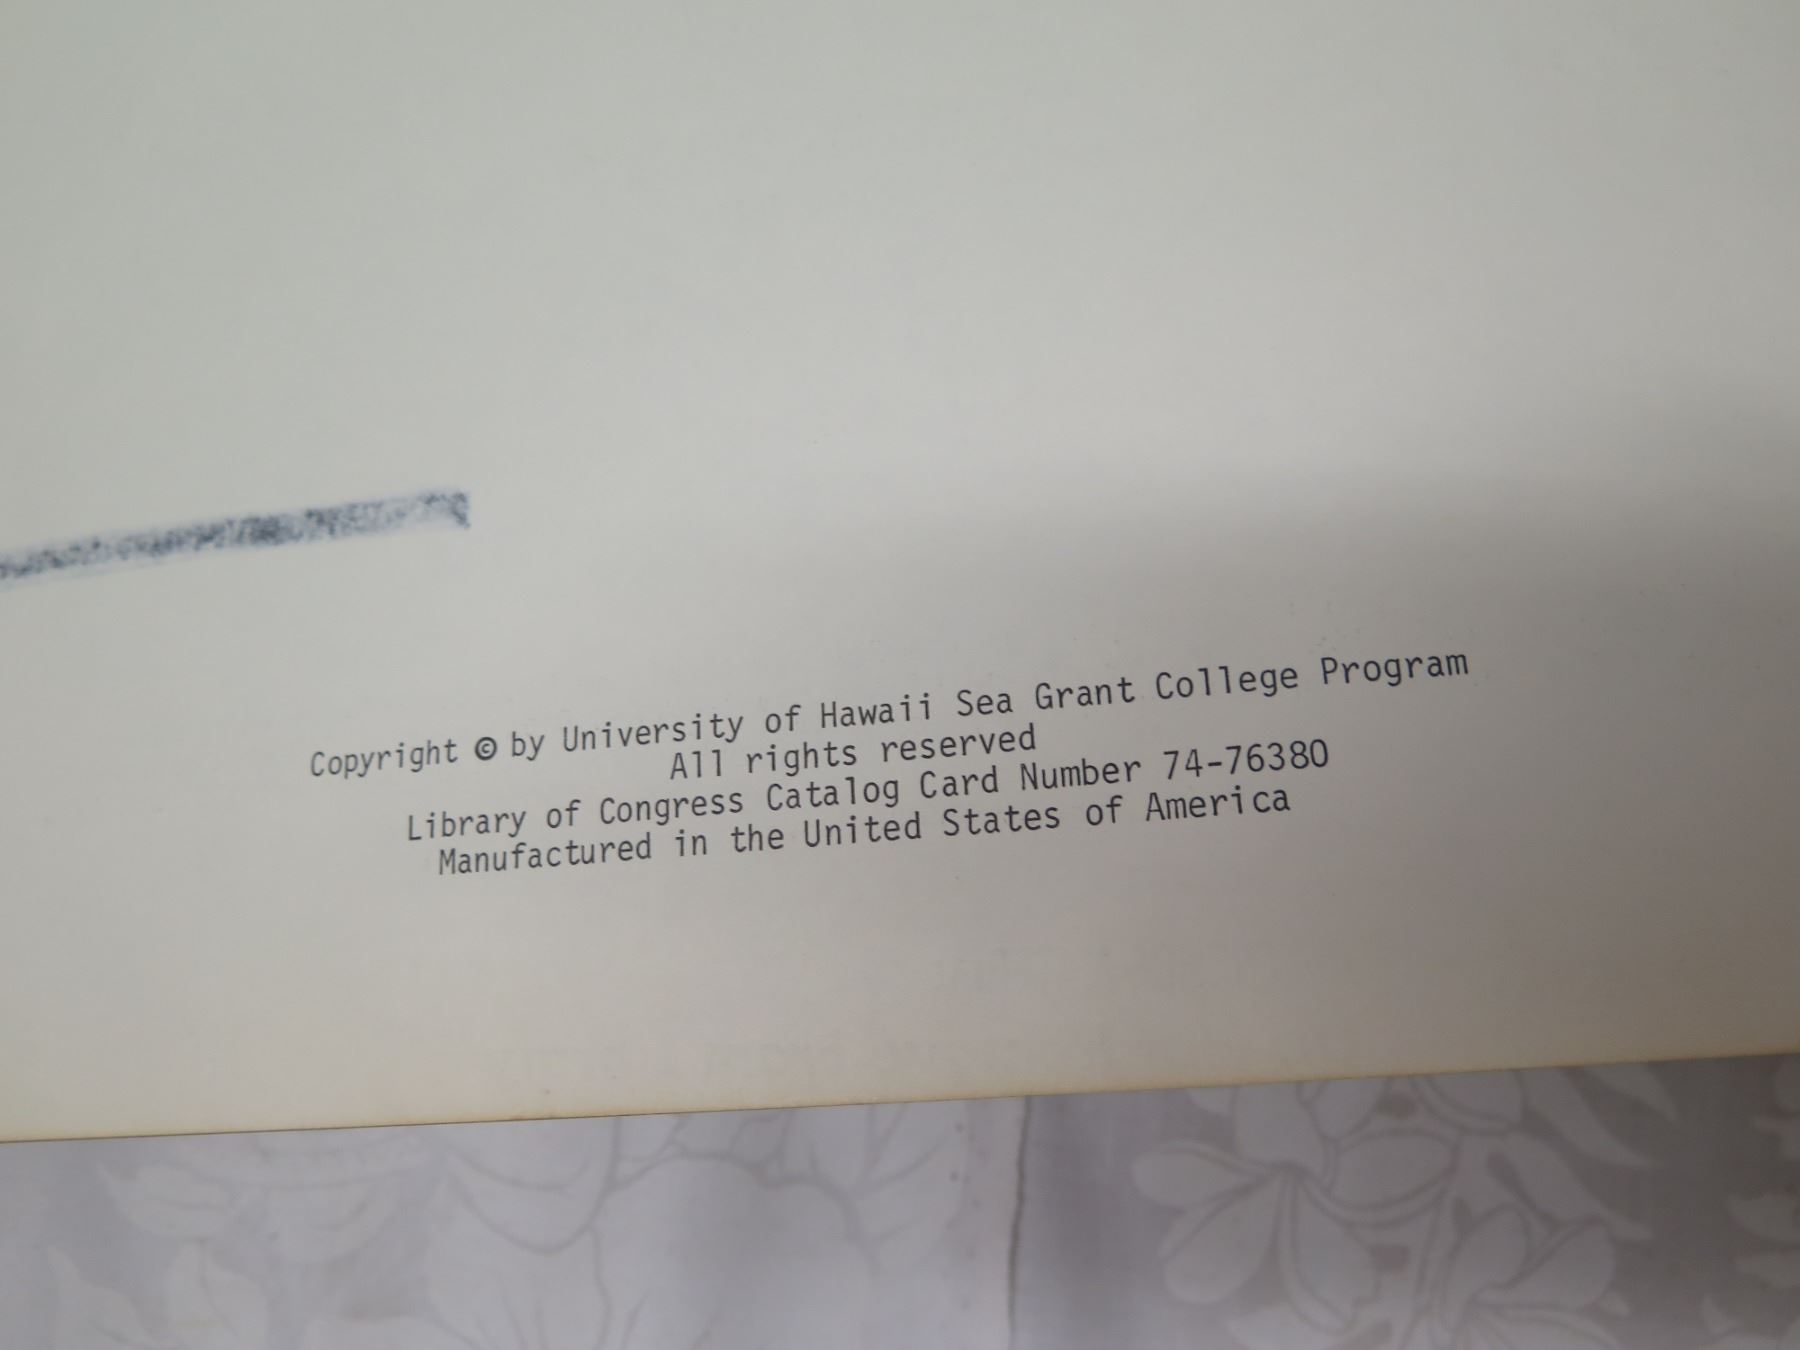 Copyright © by University of Hawaii Sea Grant College Program
All rights reserved
Library of Congress Catalog Card Number 74-76380
Manufactured in the United States of America